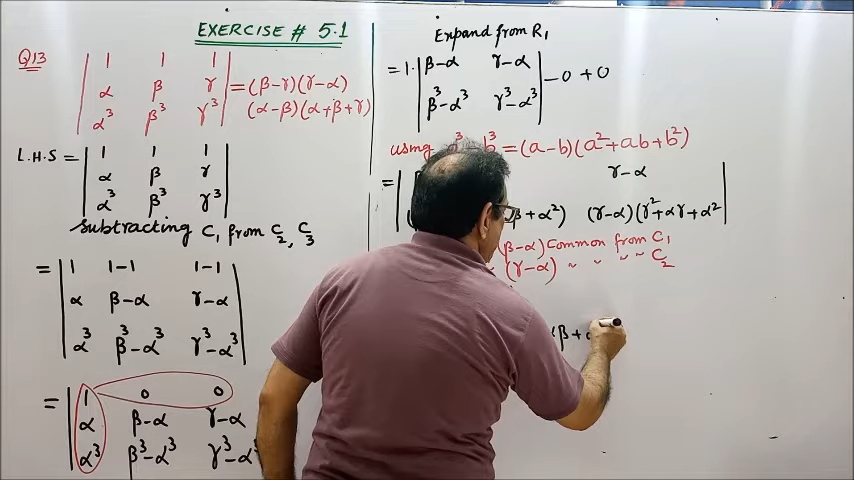 EXERCISE # 5.1
Q13
| 1 1 1 |
| α β γ | = (β-γ)(γ-α)
| α³ β³ γ³ | (α-β)(α+β+γ)
L.H.S = | 1 1 1 |
| α β γ |
| α³ β³ γ³ |
Subtracting C₁ from C₂, C₃
= | 1 1-1 1-1 |
| α β-α γ-α |
| α³ β³-α³ γ³-α³ |
= | 1 0 0
α β-α γ-α
α³ β³-α³ γ³-α³
Expand from R₁
= 1. | β-α γ-α | -0 + 0
| β³-α³ γ³-α³ |
using b³ = (a-b)(a²+ab+b²)
= | γ-α |
β+α²) (γ-α)(γ²+αγ+α² |
(β-α) Common from C₁
(γ-α) " " " " C₂
β+